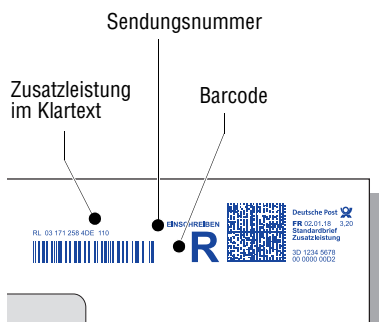 Sendungsnummer
Zusatzleistung
im Klartext
Barcode
EINSCHREIBEN
RL 03 171 258 4DE 110
R
Deutsche Post
FR 02.01.18 3,20
Standardbrief
Zusatzleistung
3D 1234 5678
00 0000 00D2